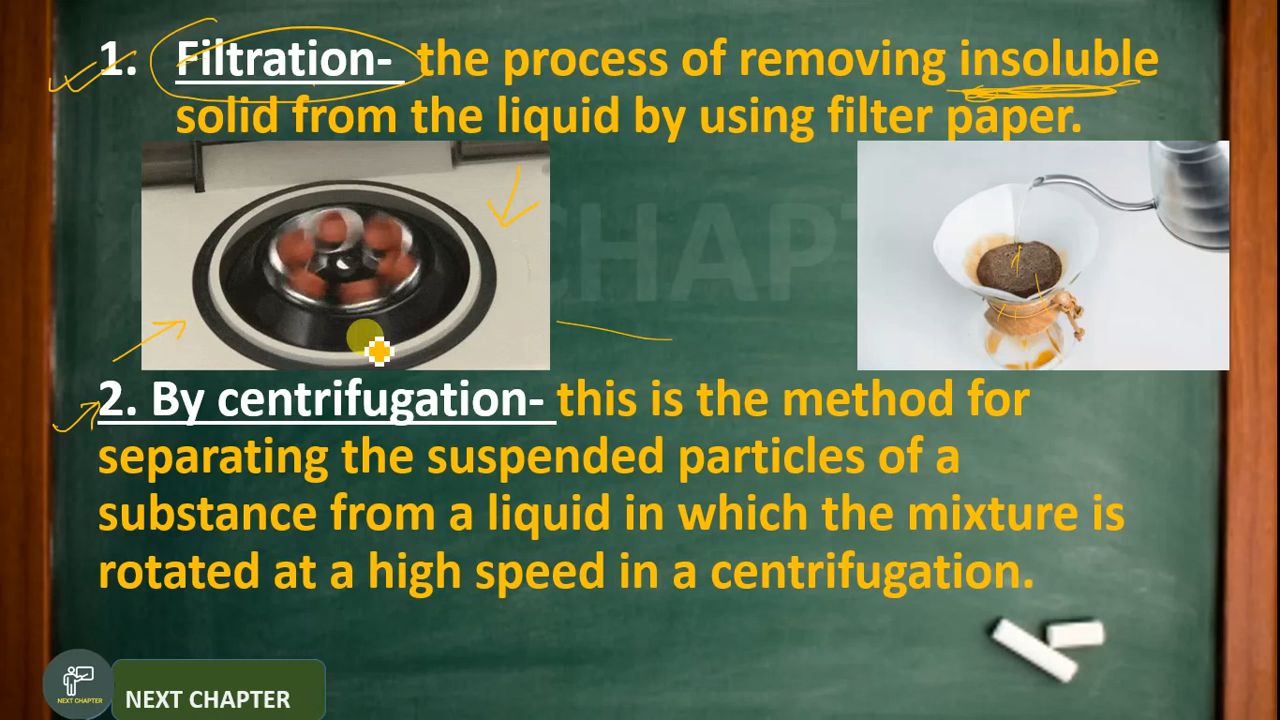 1. Filtration- the process of removing insoluble
solid from the liquid by using filter paper.
CHAPT
2. By centrifugation- this is the method for
separating the suspended particles of a
substance from a liquid in which the mixture is
rotated at a high speed in a centrifugation.
NEXT CHAPTER
NEXT CHAPTER